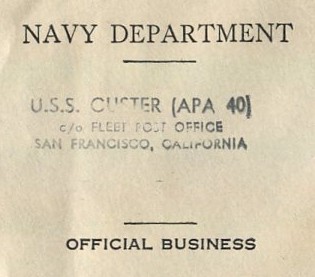 NAVY DEPARTMENT
U.S.S. CUSTER (APA 40)
c/o FLEET POST OFFICE
SAN FRANCISCO, CALIFORNIA
OFFICIAL BUSINESS